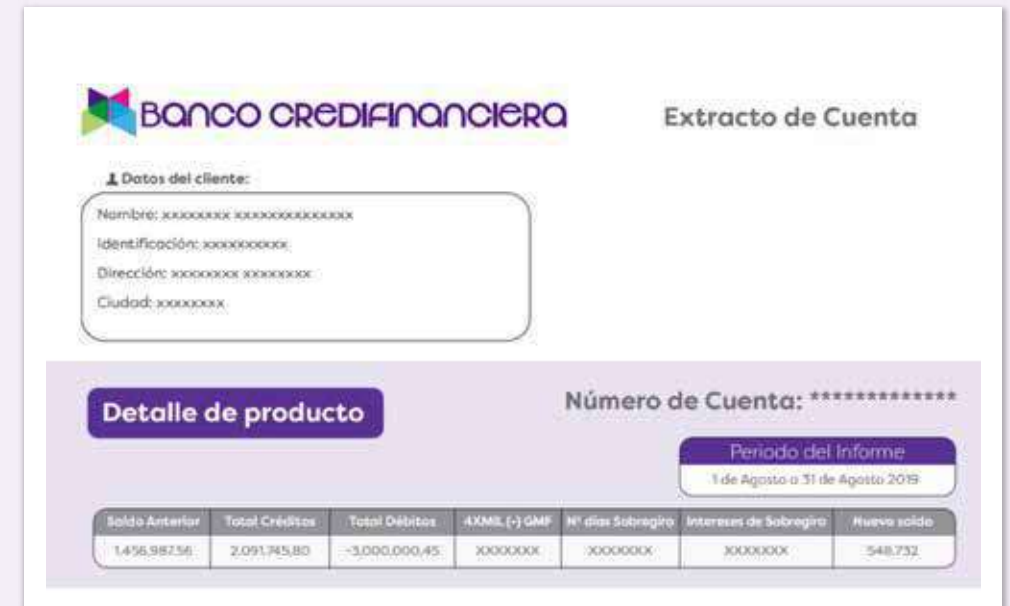 BANCO CREDIFINANCIERA
Extracto de Cuenta
Datos del cliente:
Nombre: xxxxxxxx xxxxxxxxxxxxxx
Identificación: xxxxxxxxxx
Dirección: xxxxxxxx xxxxxxxx
Ciudad: xxxxxxxx
Detalle de producto
Número de Cuenta: *************
Periodo del Informe
1 de Agosto a 31 de Agosto 2019
Saldo Anterior Total Créditos Total Débitos 4XMIL (-) GMF Nº días Sobregiro Intereses de Sobregiro Nuevo saldo
1.456,987.56 2.091.745,80 -3,000,000,45 XXXXXXX XXXXXXX XXXXXXX 548,732